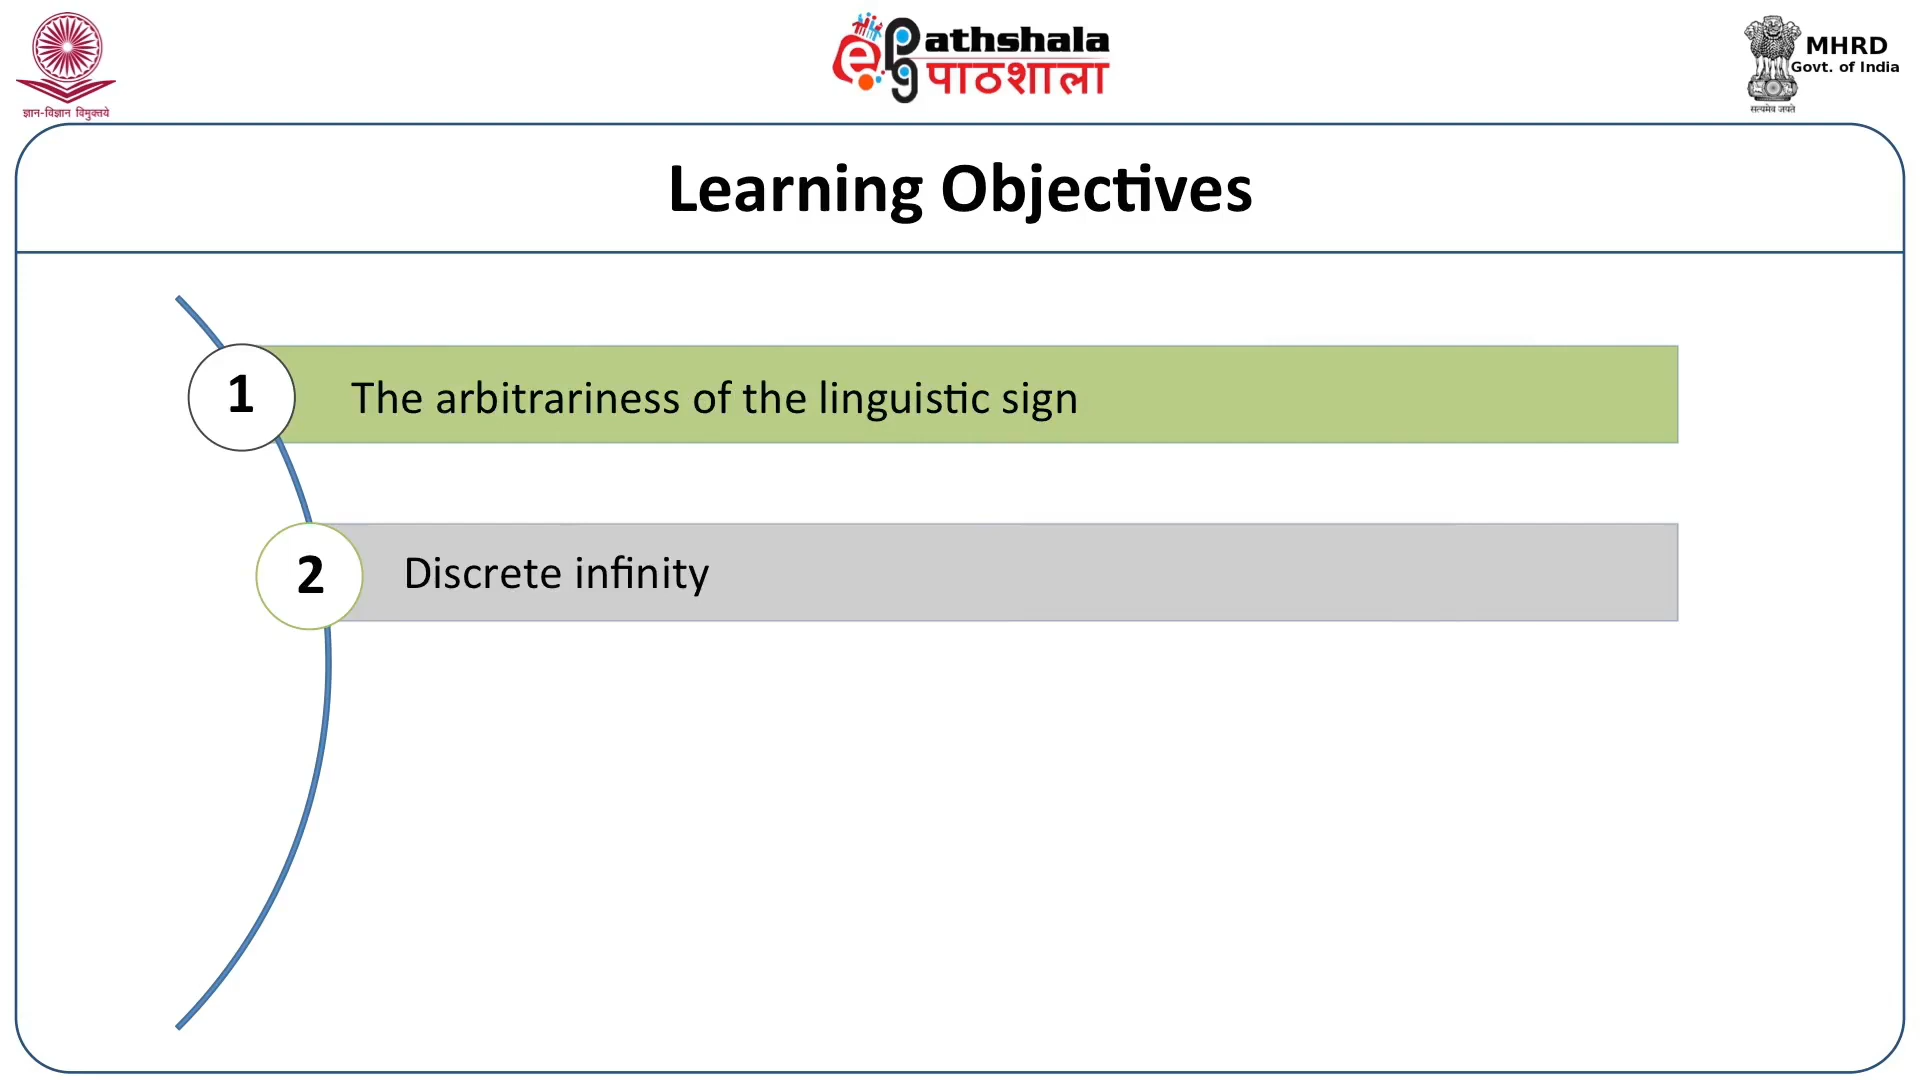 ज्ञान-विज्ञान विमुक्तये
e Pg athshala
पाठशाला
MHRD
Govt. of India
सत्यमेव जयते
Learning Objectives
1 The arbitrariness of the linguistic sign
2 Discrete infinity